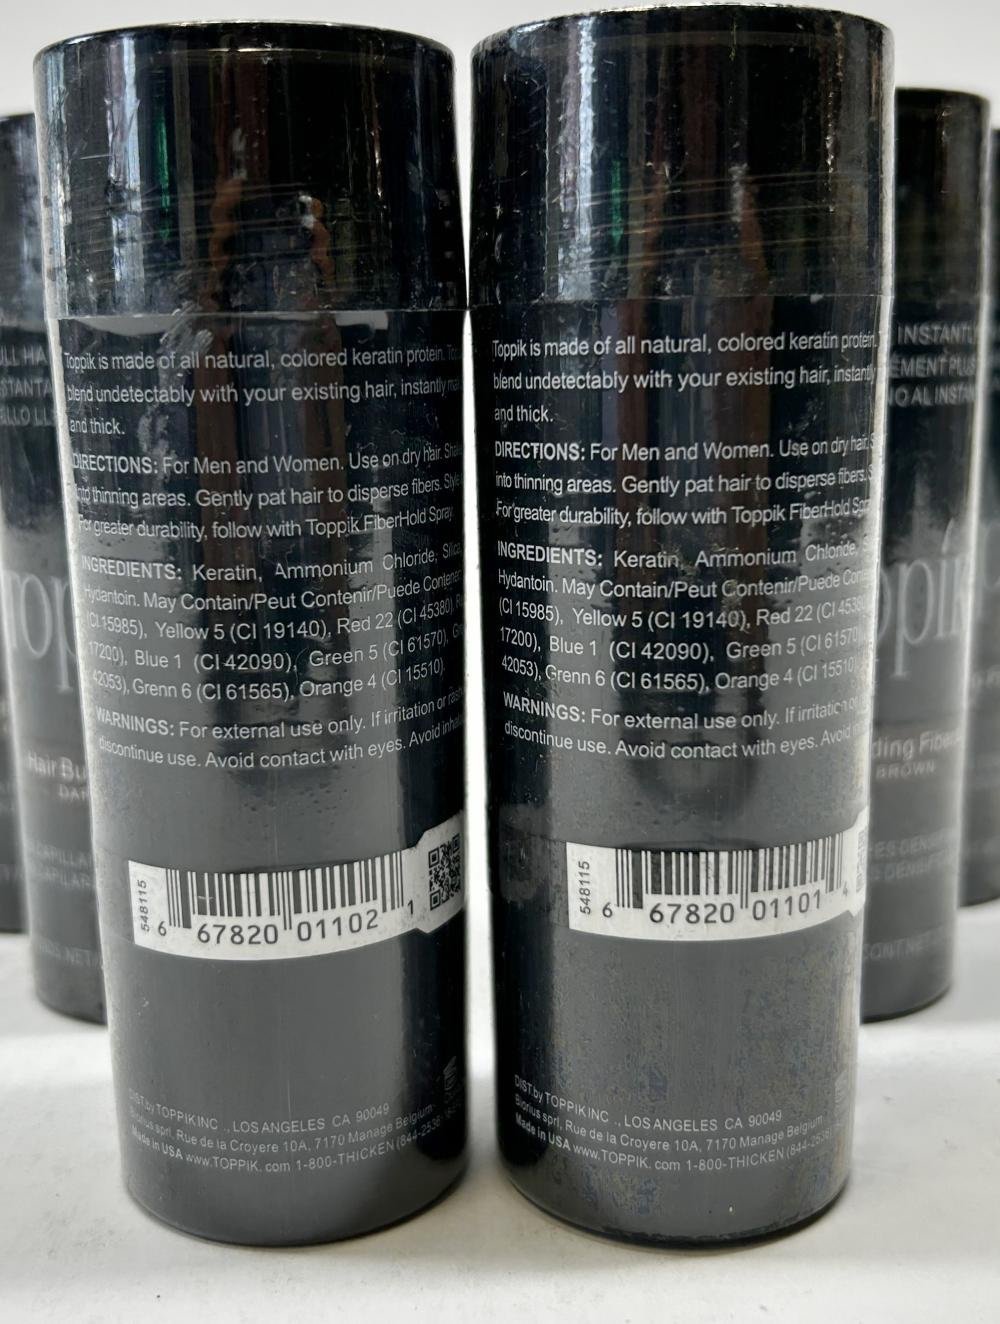 Toppik is made of all natural, colored keratin protein.
blend undetectably with your existing hair, instantly
and thick.
DIRECTIONS: For Men and Women. Use on dry hair.
into thinning areas. Gently pat hair to disperse fibers.
For greater durability, follow with Toppik FiberHold Spray.
INGREDIENTS: Keratin, Ammonium Chloride,
Hydantoin. May Contain/Peut Contenir/Puede
(CI 15985), Yellow 5 (CI 19140), Red 22 (CI 45380),
17200), Blue 1 (CI 42090), Green 5 (CI 61570),
42053), Grenn 6 (CI 61565), Orange 4 (CI 15510).
WARNINGS: For external use only. If irritation or
discontinue use. Avoid contact with eyes. Avoid
548115
6 67820 01102 1
DIST.by TOPPIK INC ., LOS ANGELES CA 90049
Biorius sprl, Rue de la Croyere 10A, 7170 Manage Belgium
Made in USA www.TOPPIK. com 1-800-THICKEN (844-2536)
Toppik is made of all natural, colored keratin protein.
blend undetectably with your existing hair, instantly
and thick.
DIRECTIONS: For Men and Women. Use on dry hair.
into thinning areas. Gently pat hair to disperse fibers.
For greater durability, follow with Toppik FiberHold
INGREDIENTS: Keratin, Ammonium Chloride,
Hydantoin. May Contain/Peut Contenir/Puede
(CI 15985), Yellow 5 (CI 19140), Red 22 (CI 45380
17200), Blue 1 (CI 42090), Green 5 (CI 61570
42053), Grenn 6 (CI 61565), Orange 4 (CI 15510)
WARNINGS: For external use only. If irritation or
discontinue use. Avoid contact with eyes. Avoid
548115
6 67820 01101 4
DIST.by TOPPIK INC ., LOS ANGELES CA 90049
Biorius sprl, Rue de la Croyere 10A, 7170 Manage Belgium
Made in USA www.TOPPIK. com 1-800-THICKEN (844-2536)
Hair
INSTANTLY
BROWN